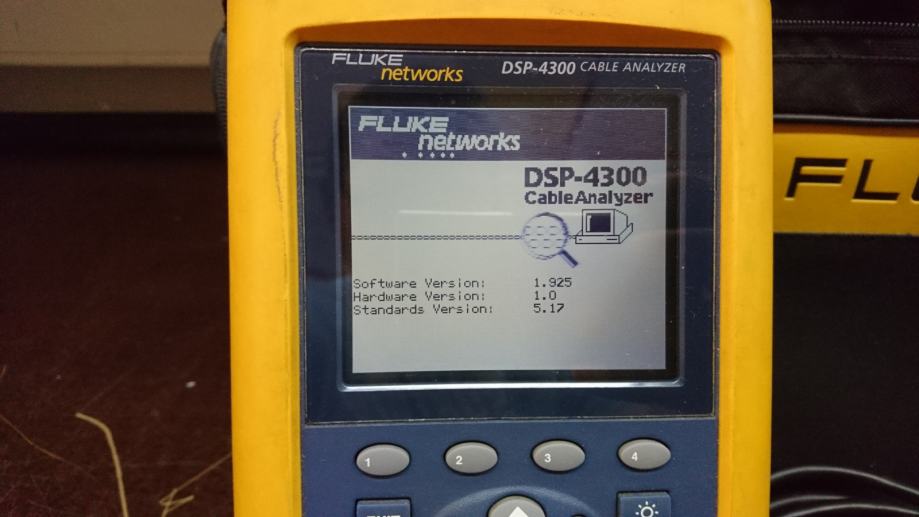 FLUKE
networks
DSP-4300 CABLE ANALYZER
FLUKE
networks
DSP-4300
CableAnalyzer
Software Version: 1.925
Hardware Version: 1.0
Standards Version: 5.17
FL
1
2
3
4